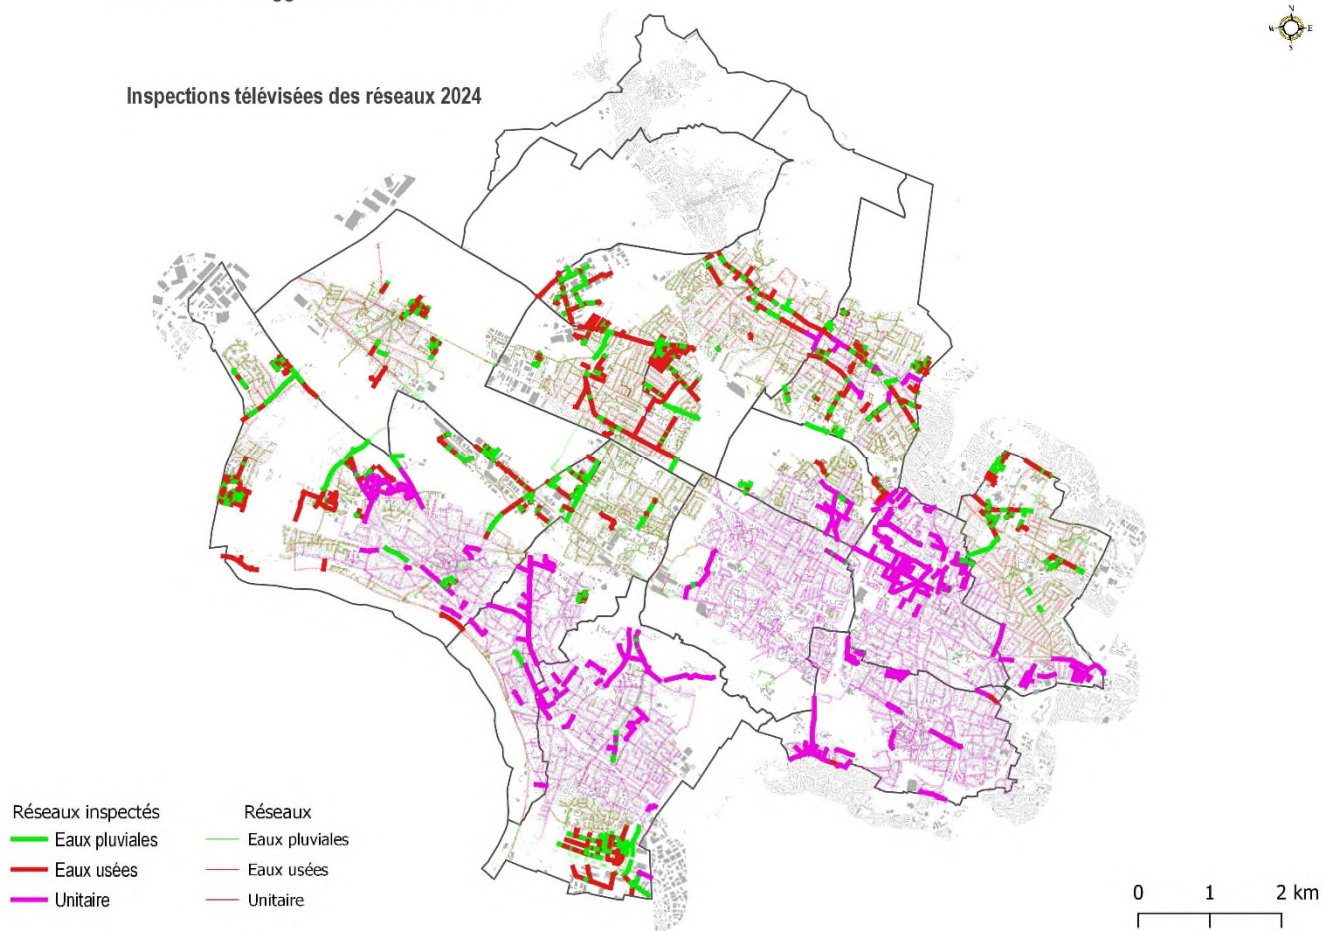 N
W E
S
Inspections télévisées des réseaux 2024
Réseaux inspectés
Eaux pluviales
Eaux usées
Unitaire
Réseaux
Eaux pluviales
Eaux usées
Unitaire
0 1 2 km